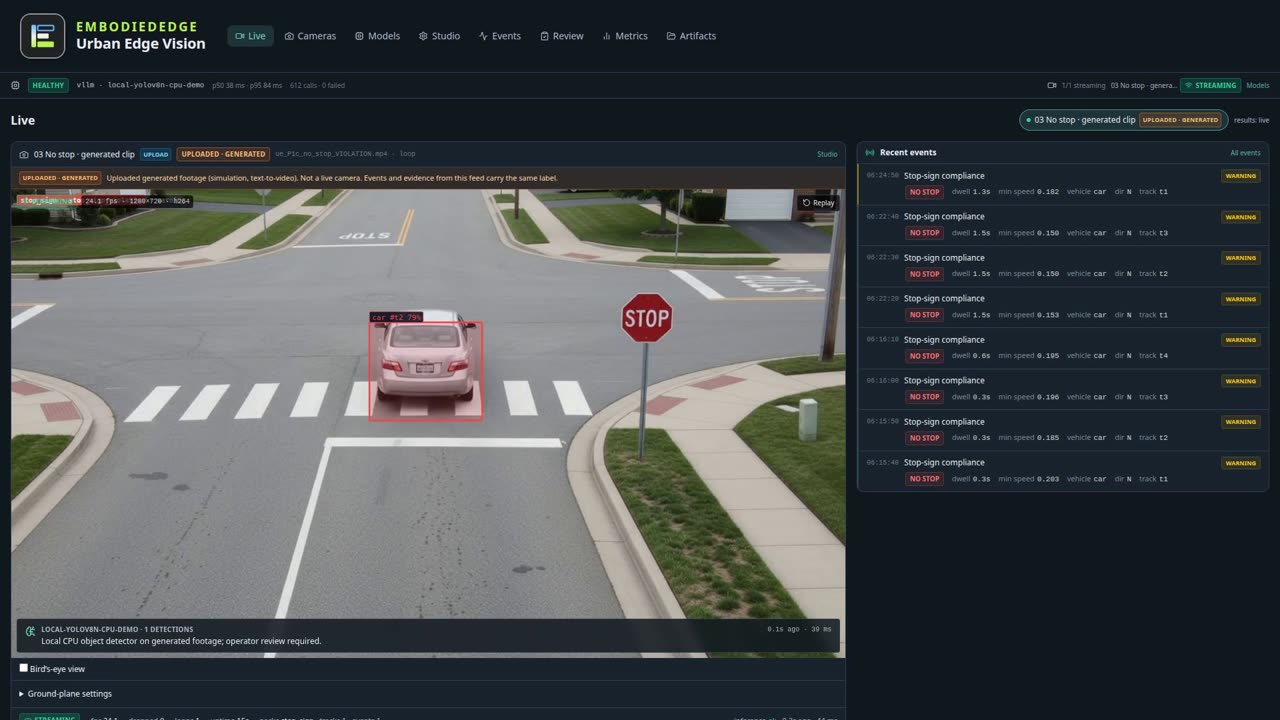 EMBODIEDEDGE
Urban Edge Vision
Live
Cameras
Models
Studio
Events
Review
Metrics
Artifacts
HEALTHY vllm · local-yolov8n-cpu-demo p50 38 ms · p95 84 ms 612 calls · 0 failed
1/1 streaming 03 No stop · genera... STREAMING Models
Live
03 No stop · generated clip UPLOADED · GENERATED results: live
03 No stop · generated clip UPLOAD UPLOADED · GENERATED ue_Pic_no_stop_VIOLATION.mp4 · loop Studio
UPLOADED · GENERATED Uploaded generated footage (simulation, text-to-video). Not a live camera. Events and evidence from this feed carry the same label.
24.1 fps · 1280×720 · h264
Replay
STOP
STOP
car #t2 79%
LOCAL-YOLOV8N-CPU-DEMO · 1 DETECTIONS 0.1s ago · 39 ms
Local CPU object detector on generated footage; operator review required.
Bird's-eye view
Ground-plane settings
STREAMING
Recent events All events
06:24:50 Stop-sign compliance WARNING
NO STOP dwell 1.3s min speed 0.182 vehicle car dir N track t1
06:22:40 Stop-sign compliance WARNING
NO STOP dwell 1.5s min speed 0.150 vehicle car dir N track t3
06:22:30 Stop-sign compliance WARNING
NO STOP dwell 1.5s min speed 0.150 vehicle car dir N track t2
06:22:20 Stop-sign compliance WARNING
NO STOP dwell 1.5s min speed 0.153 vehicle car dir N track t1
06:16:10 Stop-sign compliance WARNING
NO STOP dwell 0.6s min speed 0.195 vehicle car dir N track t4
06:16:00 Stop-sign compliance WARNING
NO STOP dwell 0.3s min speed 0.196 vehicle car dir N track t3
06:15:50 Stop-sign compliance WARNING
NO STOP dwell 0.3s min speed 0.185 vehicle car dir N track t2
06:15:40 Stop-sign compliance WARNING
NO STOP dwell 0.3s min speed 0.203 vehicle car dir N track t1